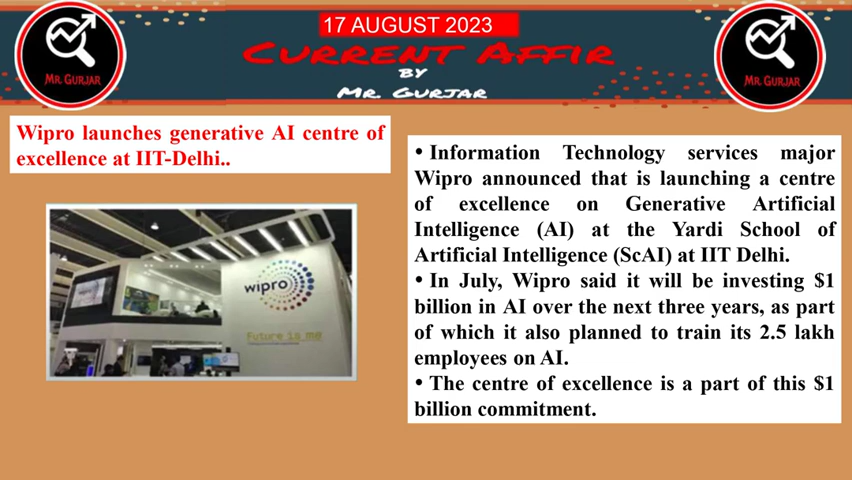 17 AUGUST 2023
CURRENT AFFIR
BY
MR. GURJAR
MR. GURJAR
MR. GURJAR
Wipro launches generative AI centre of
excellence at IIT-Delhi..
wipro
future is me
• Information Technology services major
Wipro announced that is launching a centre
of excellence on Generative Artificial
Intelligence (AI) at the Yardi School of
Artificial Intelligence (ScAI) at IIT Delhi.
• In July, Wipro said it will be investing $1
billion in AI over the next three years, as part
of which it also planned to train its 2.5 lakh
employees on AI.
• The centre of excellence is a part of this $1
billion commitment.